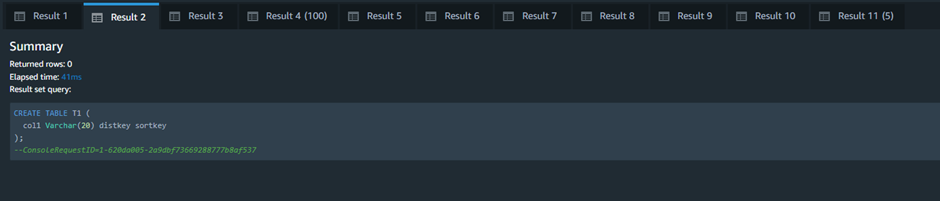 Result 1 Result 2 Result 3 Result 4 (100) Result 5 Result 6 Result 7 Result 8 Result 9 Result 10 Result 11 (5)
Summary
Returned rows: 0
Elapsed time: 41ms
Result set query:
CREATE TABLE T1 (
col1 Varchar(20) distkey sortkey
);
--ConsoleRequestID=1-620da005-2a9dbf73669288777b8af537